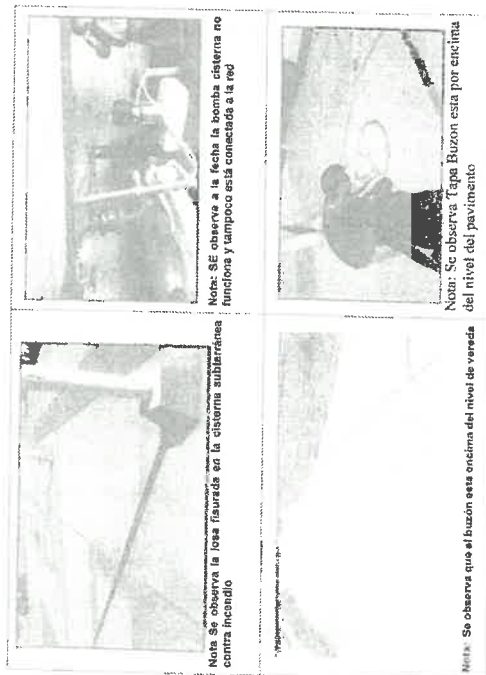 Nota Se observa la losa fisurada en la cisterna subterránea
contra incendio
Nota: SE observa a la fecha la bomba cisterna no
funciona y tampoco está conectada a la red
Nota: Se observa que el buzón esta encima del nivel de vereda
Nota: Se observa Tapa Buzon esta por encima
del nivel del pavimento